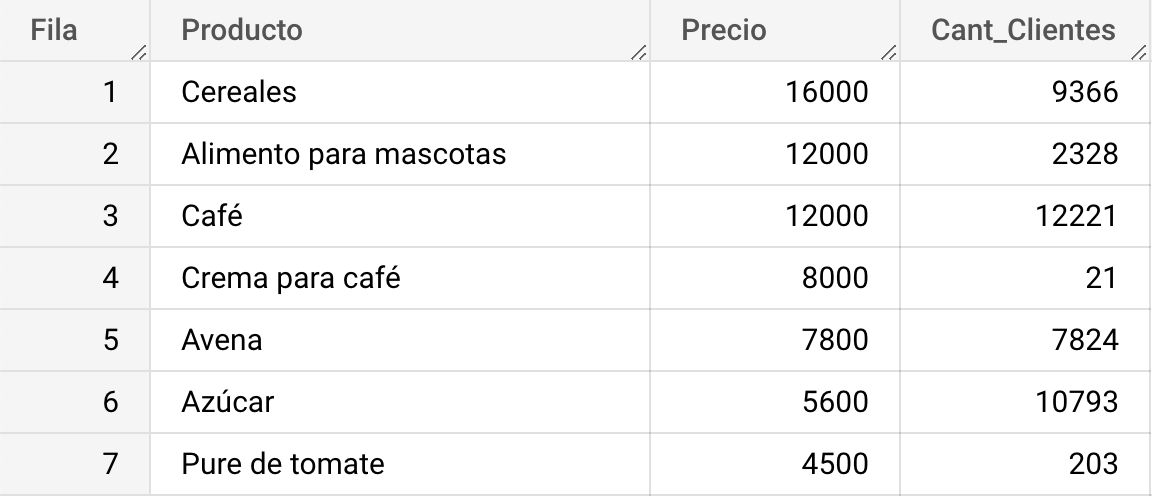 Fila Producto Precio Cant_Clientes
1 Cereales 16000 9366
2 Alimento para mascotas 12000 2328
3 Café 12000 12221
4 Crema para café 8000 21
5 Avena 7800 7824
6 Azúcar 5600 10793
7 Pure de tomate 4500 203